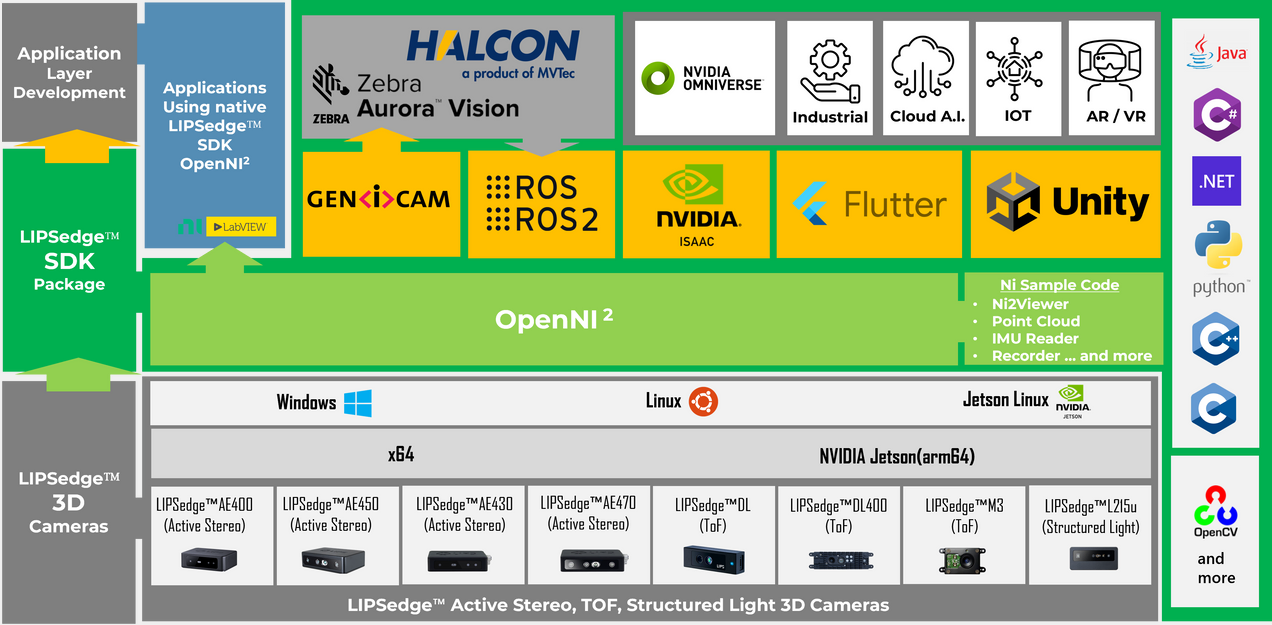 Application
Layer
Development
LIPSedge™
SDK
Package
LIPSedge™
3D
Cameras
Applications
Using native
LIPSedge™
SDK
OpenNI²
ni LabVIEW
HALCON
a product of MVTec
Zebra
Aurora™ Vision
ZEBRA
NVIDIA
OMNIVERSE™
Industrial
Cloud A.I.
IOT
AR / VR
GEN<i>CAM
ROS
ROS2
NVIDIA.
ISAAC
Flutter
Unity
OpenNI ²
Ni Sample Code
• Ni2Viewer
• Point Cloud
• IMU Reader
• Recorder ... and more
Windows
Linux
Jetson Linux
NVIDIA.
JETSON
x64
NVIDIA Jetson(arm64)
LIPSedge™AE400
(Active Stereo)
LIPSedge™AE450
(Active Stereo)
LIPSedge™AE430
(Active Stereo)
LIPSedge™AE470
(Active Stereo)
LIPSedge™DL
(ToF)
LIPS
LIPSedge™DL400
(ToF)
LIPSedge™M3
(ToF)
LIPSedge™L215u
(Structured Light)
LIPSedge™ Active Stereo, TOF, Structured Light 3D Cameras
Java
C#
.NET
python™
C++
C
OpenCV
and
more